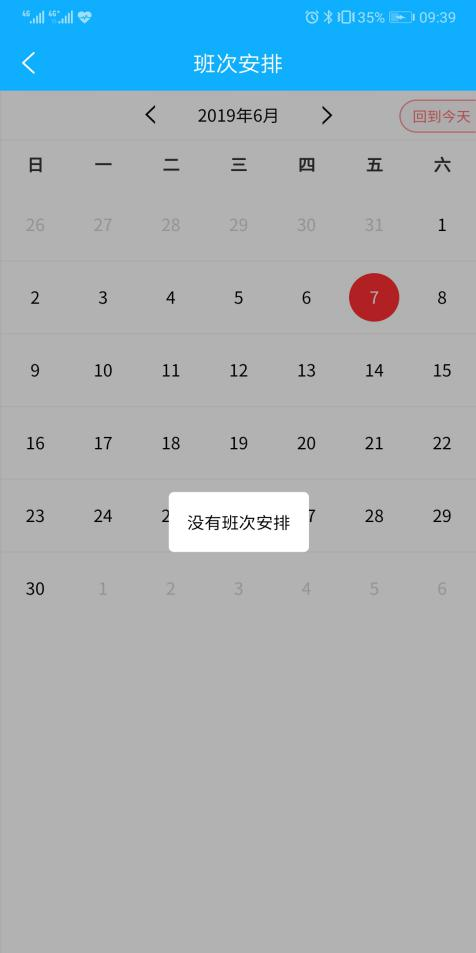 4G 4G+ 35% 09:39
班次安排
2019年6月 回到今天
日 一 二 三 四 五 六
26 27 28 29 30 31 1
2 3 4 5 6 7 8
9 10 11 12 13 14 15
16 17 18 19 20 21 22
23 24 2 7 28 29
没有班次安排
30 1 2 3 4 5 6